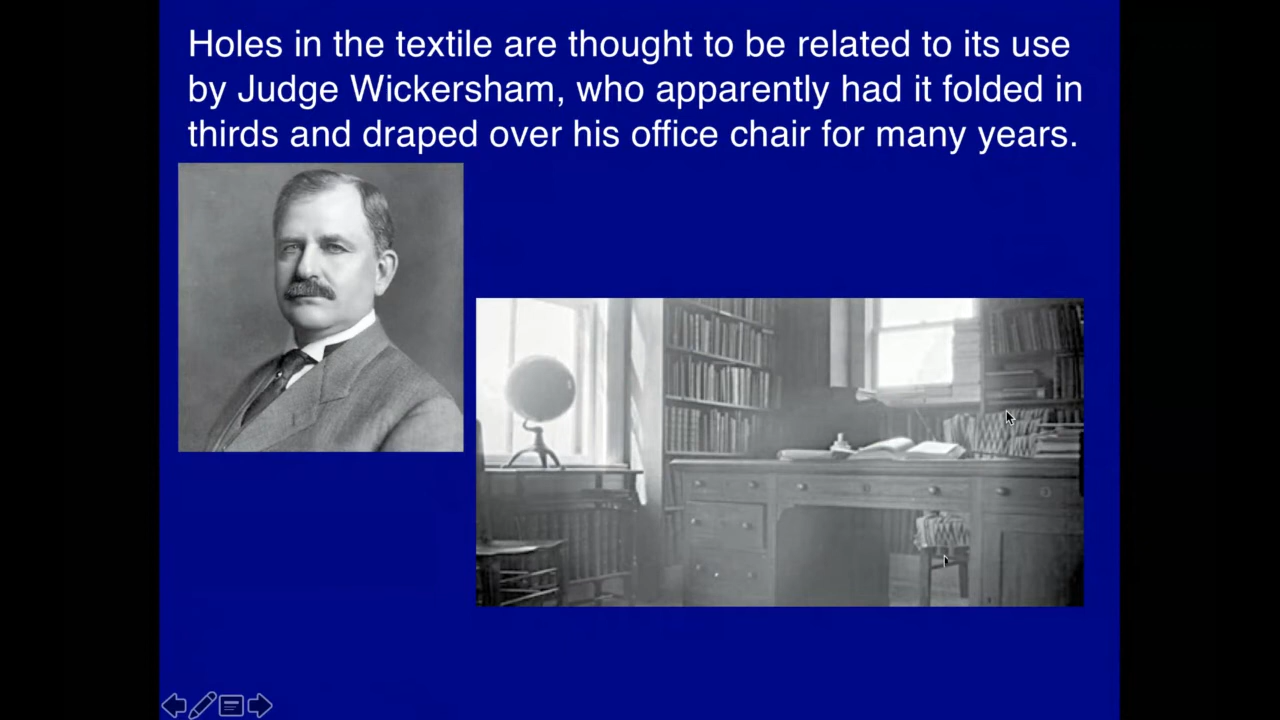 Holes in the textile are thought to be related to its use
by Judge Wickersham, who apparently had it folded in
thirds and draped over his office chair for many years.